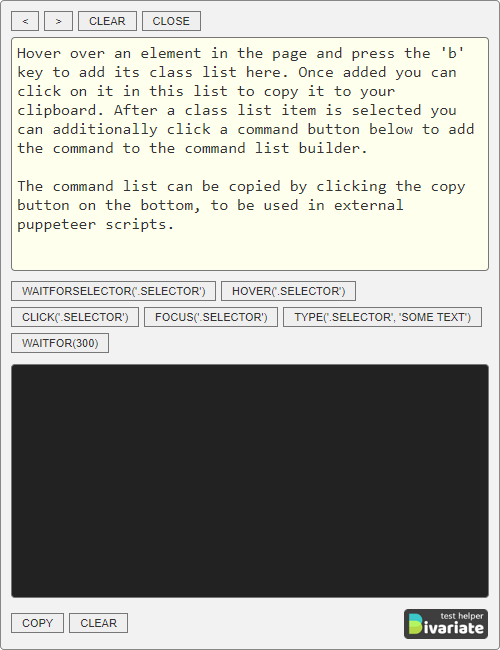 < > CLEAR CLOSE
Hover over an element in the page and press the 'b'
key to add its class list here. Once added you can
click on it in this list to copy it to your
clipboard. After a class list item is selected you
can additionally click a command button below to add
the command to the command list builder.
The command list can be copied by clicking the copy
button on the bottom, to be used in external
puppeteer scripts.
WAITFORSELECTOR('.SELECTOR') HOVER('.SELECTOR')
CLICK('.SELECTOR') FOCUS('.SELECTOR') TYPE('.SELECTOR', 'SOME TEXT')
WAITFOR(300)
COPY CLEAR
test helper
Bivariate